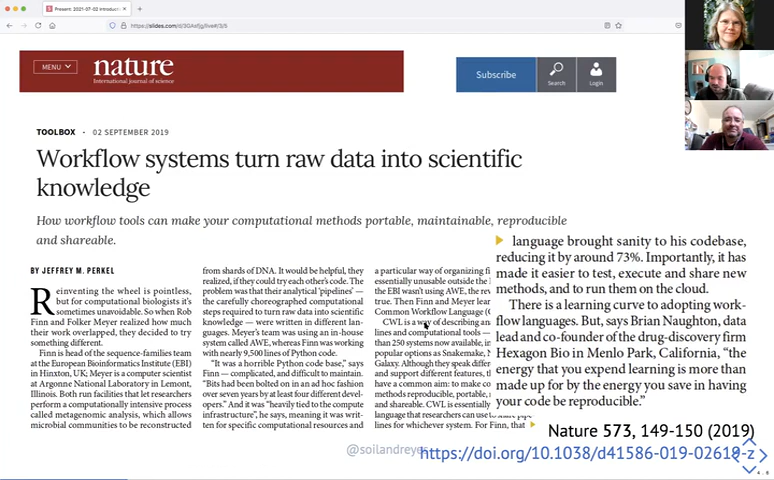 Present: 2021-07-02 introduc
https://slides.com/d/3GAsfjg/live#/3/5
MENU
nature
International journal of science
Subscribe
Search
Login
TOOLBOX · 02 SEPTEMBER 2019
Workflow systems turn raw data into scientific
knowledge
How workflow tools can make your computational methods portable, maintainable, reproducible
and shareable.
BY JEFFREY M. PERKEL
Reinventing the wheel is pointless,
but for computational biologists it's
sometimes unavoidable. So when Rob
Finn and Folker Meyer realized how much
their work overlapped, they decided to try
something different.
Finn is head of the sequence-families team
at the European Bioinformatics Institute (EBI)
in Hinxton, UK; Meyer is a computer scientist
at Argonne National Laboratory in Lemont,
Illinois. Both run facilities that let researchers
perform a computationally intensive process
called metagenomic analysis, which allows
microbial communities to be reconstructed
from shards of DNA. It would be helpful, they
realized, if they could try each other's code. The
problem was that their analytical 'pipelines' —
the carefully choreographed computational
steps required to turn raw data into scientific
knowledge — were written in different lan-
guages. Meyer's team was using an in-house
system called AWE, whereas Finn was working
with nearly 9,500 lines of Python code.
"It was a horrible Python code base," says
Finn — complicated, and difficult to maintain.
"Bits had been bolted on in an ad hoc fashion
over seven years by at least four different devel-
opers." And it was "heavily tied to the compute
infrastructure", he says, meaning it was writ-
ten for specific computational resources and
a particular way of organizing fi
essentially unusable outside the
the EBI wasn't using AWE, the rev
true. Then Finn and Meyer lear
Common Workflow Language (
CWL is a way of describing an
lines and computational tools —
than 250 systems now available, in
popular options as Snakemake, N
Galaxy. Although they speak diffe
and support different features, t
have a common aim: to make co
methods reproducible, portable, 
and shareable. CWL is essentially
language that researchers can use to share pipe-
lines for whichever system. For Finn, that
language brought sanity to his codebase,
reducing it by around 73%. Importantly, it has
made it easier to test, execute and share new
methods, and to run them on the cloud.
There is a learning curve to adopting work-
flow languages. But, says Brian Naughton, data
lead and co-founder of the drug-discovery firm
Hexagon Bio in Menlo Park, California, "the
energy that you expend learning is more than
made up for by the energy you save in having
your code be reproducible."
Nature 573, 149-150 (2019)
@soilandreyes
https://doi.org/10.1038/d41586-019-02619-z